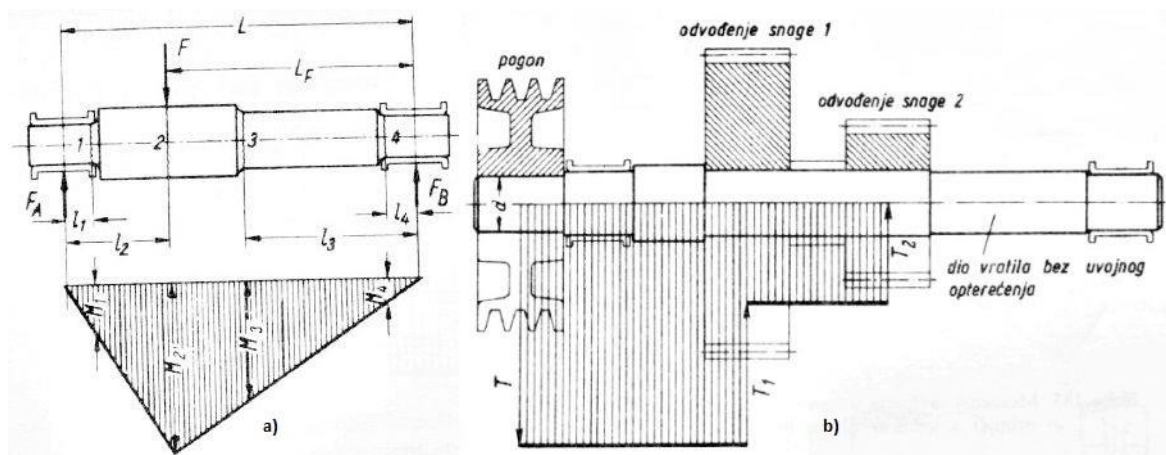 L
F
L_F
1
2
3
4
F_A
F_B
l_1
l_4
l_2
l_3
M_1
M_2
M_3
M_4
a)
pogon
odvođenje snage 1
odvođenje snage 2
d
T_2
dio vratila bez uvojnog
opterećenja
T
T_1
b)